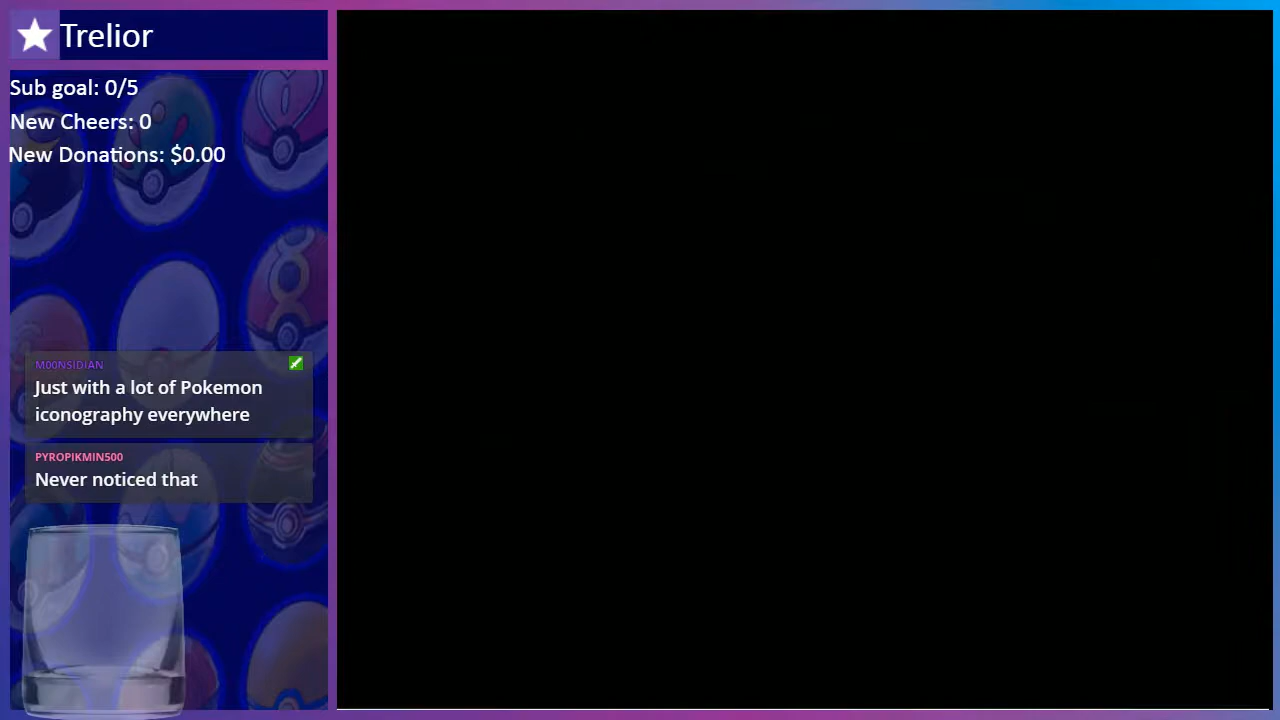 Trelior
Sub goal: 0/5
New Cheers: 0
New Donations: $0.00
M00NSIDIAN
Just with a lot of Pokemon
iconography everywhere
PYROPIKMIN500
Never noticed that